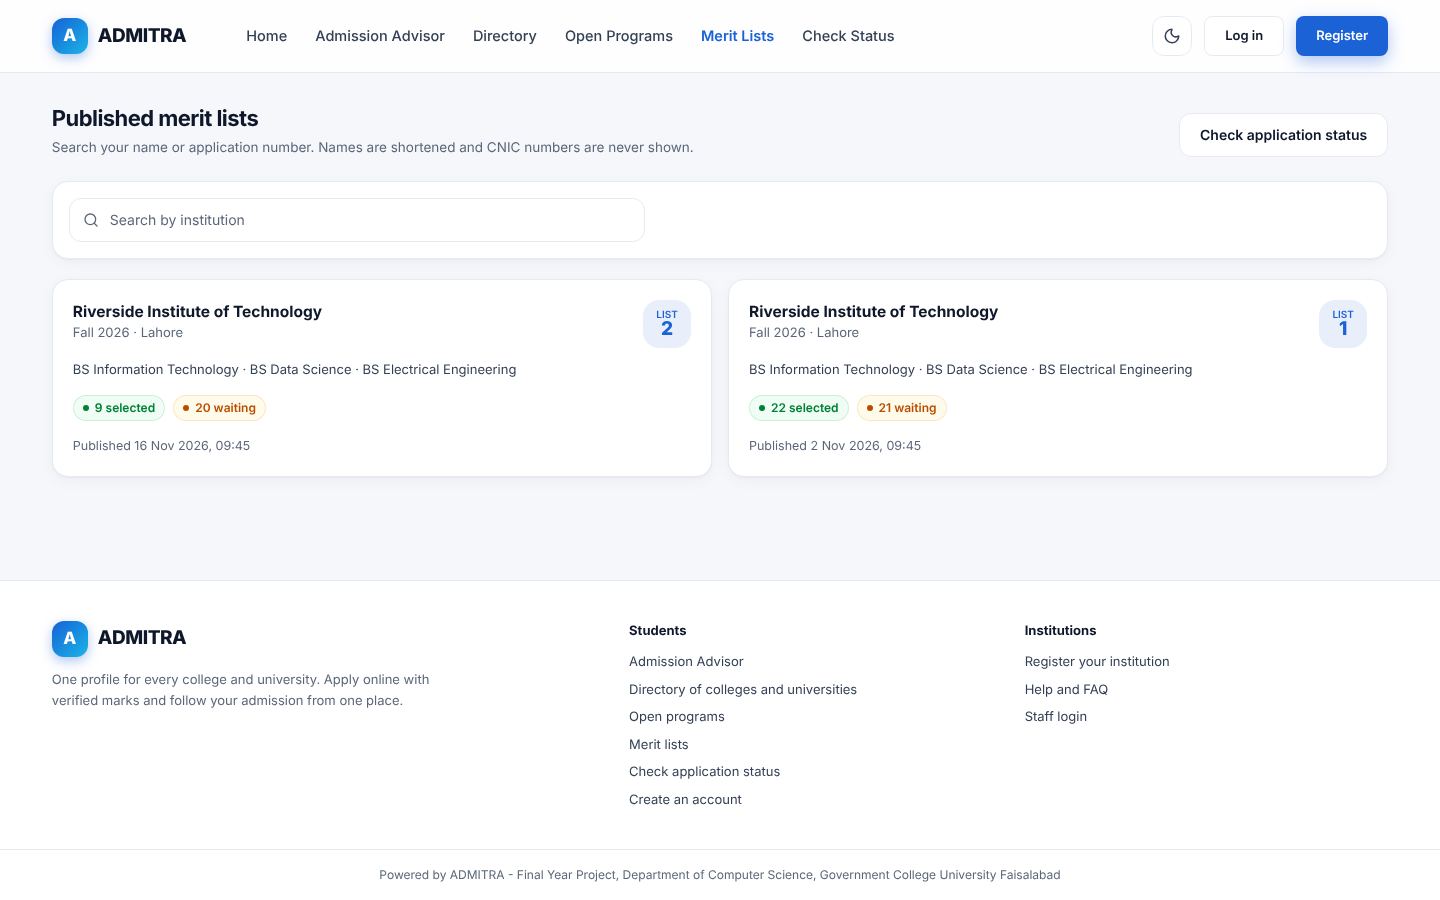 A ADMITRA
Home Admission Advisor Directory Open Programs Merit Lists Check Status Log in Register
Published merit lists
Search your name or application number. Names are shortened and CNIC numbers are never shown.
Check application status
Search by institution
Riverside Institute of Technology
Fall 2026 · Lahore
LIST
2
BS Information Technology · BS Data Science · BS Electrical Engineering
9 selected 20 waiting
Published 16 Nov 2026, 09:45
Riverside Institute of Technology
Fall 2026 · Lahore
LIST
1
BS Information Technology · BS Data Science · BS Electrical Engineering
22 selected 21 waiting
Published 2 Nov 2026, 09:45
A ADMITRA
One profile for every college and university. Apply online with
verified marks and follow your admission from one place.
Students
Admission Advisor
Directory of colleges and universities
Open programs
Merit lists
Check application status
Create an account
Institutions
Register your institution
Help and FAQ
Staff login
Powered by ADMITRA - Final Year Project, Department of Computer Science, Government College University Faisalabad